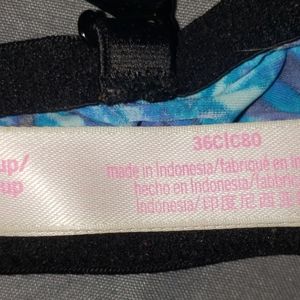 36C|C80
up/
made in Indonesia/fabriqué en In
up
hecho en Indonesia/fabbric
Indonesia/印度尼西亚